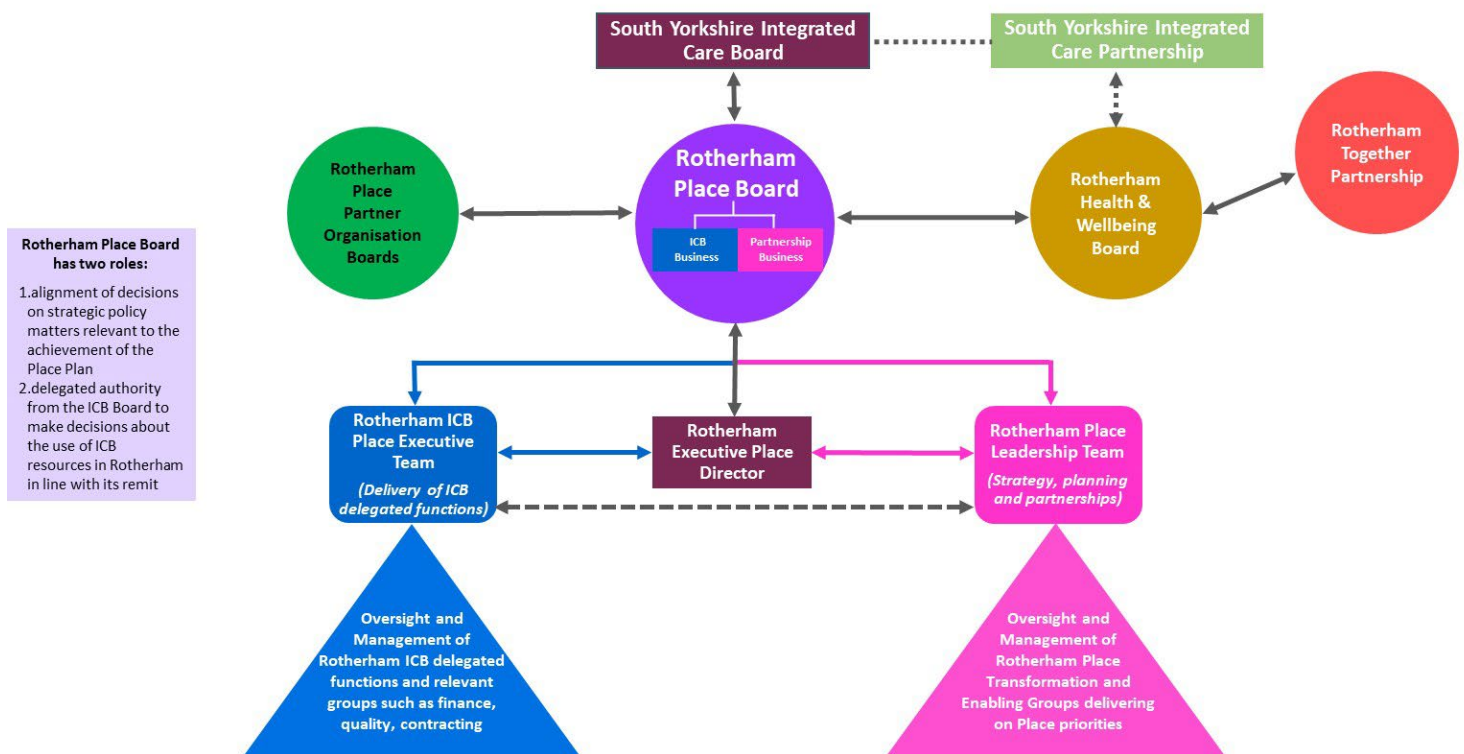 South Yorkshire Integrated
Care Board
South Yorkshire Integrated
Care Partnership
Rotherham
Place
Partner
Organisation
Boards
Rotherham
Place Board
ICB
Business
Partnership
Business
Rotherham
Health &
Wellbeing
Board
Rotherham
Together
Partnership
Rotherham Place Board
has two roles:
1.alignment of decisions
on strategic policy
matters relevant to the
achievement of the
Place Plan
2.delegated authority
from the ICB Board to
make decisions about
the use of ICB
resources in Rotherham
in line with its remit
Rotherham ICB
Place Executive
Team
(Delivery of ICB
delegated functions)
Rotherham
Executive Place
Director
Rotherham Place
Leadership Team
(Strategy, planning
and partnerships)
Oversight and
Management of
Rotherham ICB delegated
functions and relevant
groups such as finance,
quality, contracting
Oversight and
Management of
Rotherham Place
Transformation and
Enabling Groups delivering
on Place priorities